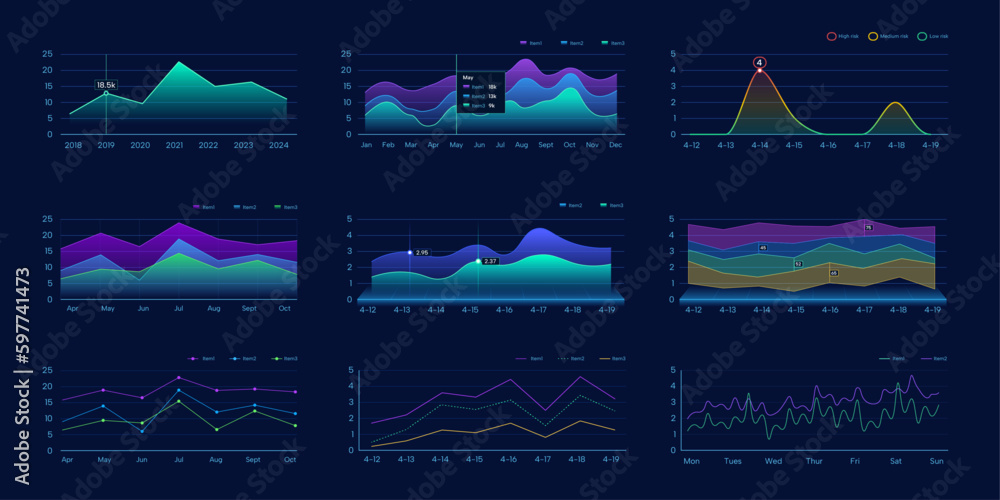 25
20
15
10
5
0
18.5k
2018 2019 2020 2021 2022 2023 2024
Item1 Item2 Item3
25
20
15
10
5
0
May
Item 18k
Item2 13k
Item2 9k
Jan Feb Mar Apr May Jun Jul Aug Sept Oct Nov Dec
High risk Medium risk Low risk
5
4
3
2
1
0
4
4-12 4-13 4-14 4-15 4-16 4-17 4-18 4-19
Item1 Item2 Item3
25
20
15
10
5
0
Apr May Jun Jul Aug Sept Oct
Item2 Item3
5
4
3
2
1
0
2.95
2.37
4-12 4-13 4-14 4-15 4-16 4-17 4-18 4-19
5
4
3
2
1
0
4-12 4-13 4-14 4-15 4-16 4-17 4-18 4-19
Item1 Item2 Item3
25
20
15
10
5
0
Apr May Jun Jul Aug Sept Oct
Item1 Item2 Item3
5
4
3
2
1
0
4-12 4-13 4-14 4-15 4-16 4-17 4-18 4-19
Item2
5
4
3
2
1
0
Mon Tues Wed Thur Fri Sat Sun
Adobe Stock | #597741473
Adobe Stock